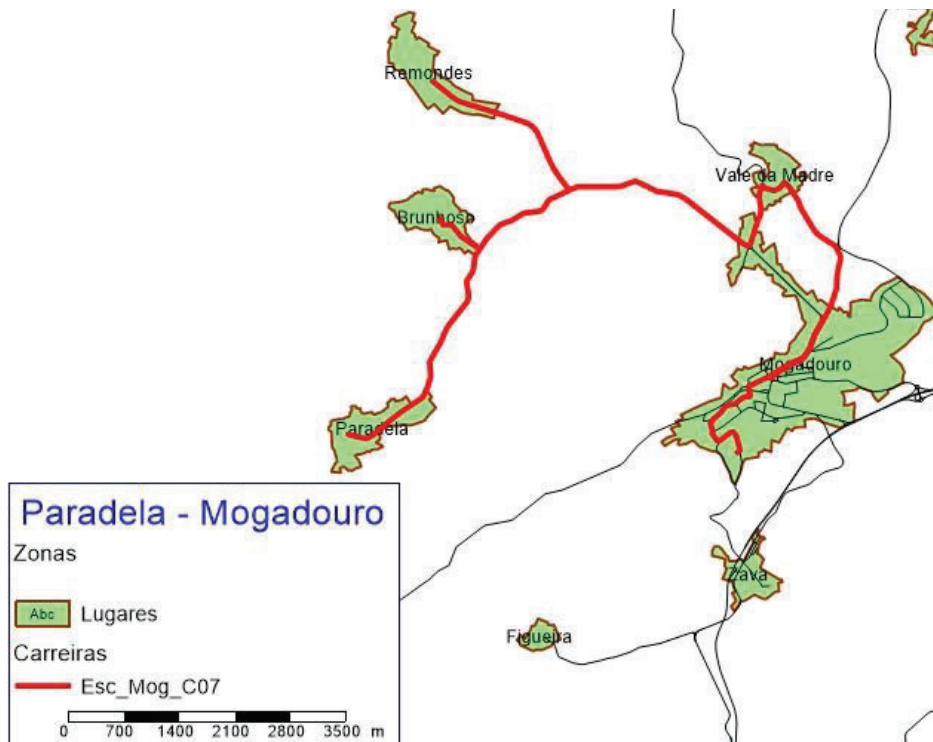 Remondes
Vale da Madre
Brunhoso
Mogadouro
Paradela
Paradela - Mogadouro
Zonas
Abc Lugares
Carreiras
Esc_Mog_C07
0 700 1400 2100 2800 3500 m
Zava
Figueira